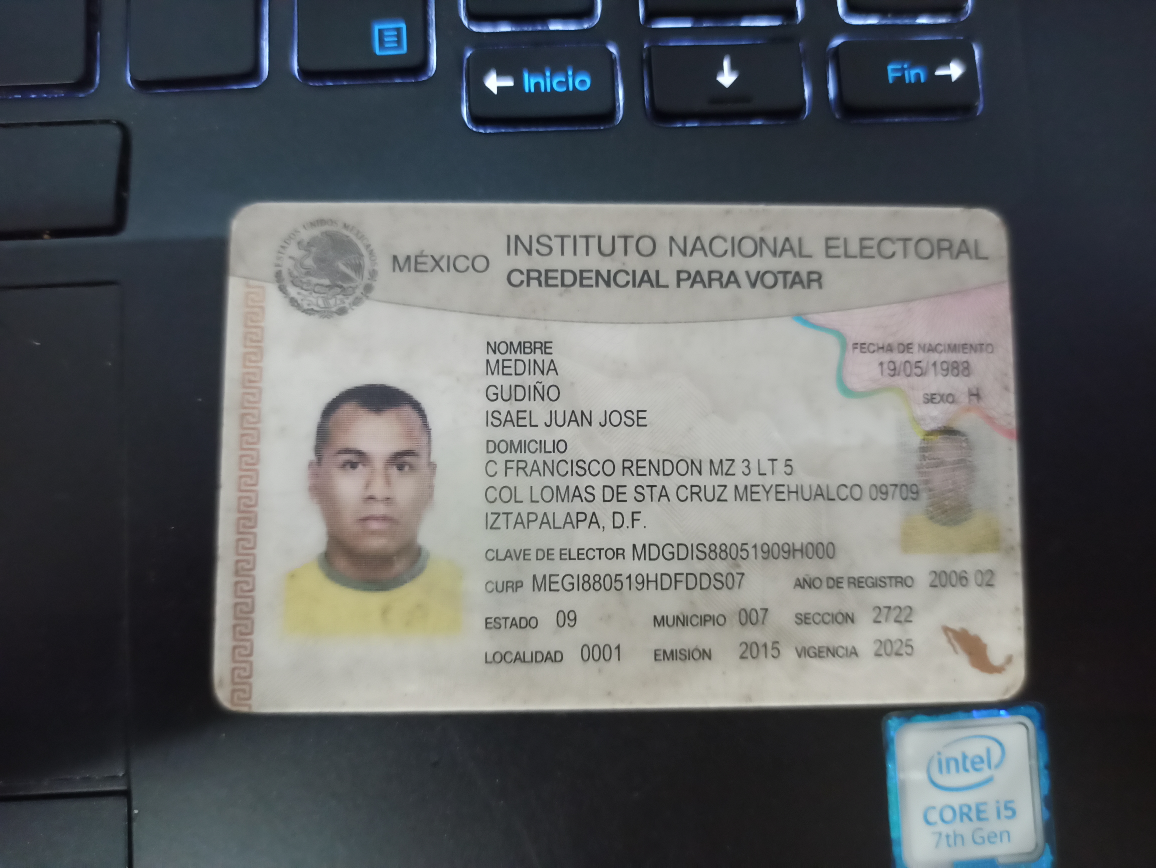 Inicio
Fin
ESTADOS UNIDOS MEXICANOS
MÉXICO
INSTITUTO NACIONAL ELECTORAL
CREDENCIAL PARA VOTAR
NOMBRE
MEDINA
GUDIÑO
ISAEL JUAN JOSE
FECHA DE NACIMIENTO
19/05/1988
SEXO H
DOMICILIO
C FRANCISCO RENDON MZ 3 LT 5
COL LOMAS DE STA CRUZ MEYEHUALCO 09709
IZTAPALAPA, D.F.
CLAVE DE ELECTOR MDGDIS88051909H000
CURP MEGI880519HDFDDS07 AÑO DE REGISTRO 2006 02
ESTADO 09 MUNICIPIO 007 SECCIÓN 2722
LOCALIDAD 0001 EMISIÓN 2015 VIGENCIA 2025
intel
CORE i5
7th Gen